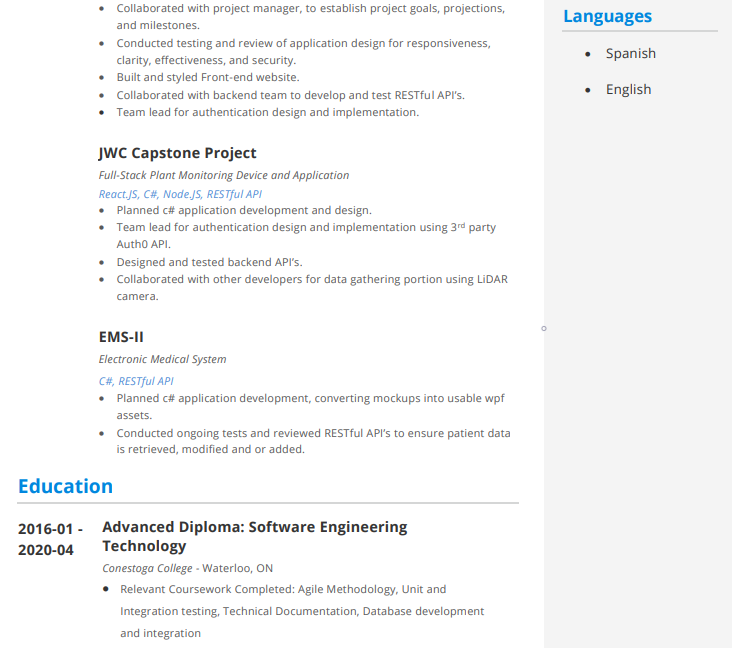 Collaborated with project manager, to establish project goals, projections,
and milestones.
Conducted testing and review of application design for responsiveness,
clarity, effectiveness, and security.
Built and styled Front-end website.
Collaborated with backend team to develop and test RESTful API's.
Team lead for authentication design and implementation.
JWC Capstone Project
Full-Stack Plant Monitoring Device and Application
React.JS, C#, Node.JS, RESTful API
Planned c# application development and design.
Team lead for authentication design and implementation using 3rd party
Auth0 API.
Designed and tested backend API's.
Collaborated with other developers for data gathering portion using LiDAR
camera.
EMS-II
Electronic Medical System
C#, RESTful API
Planned c# application development, converting mockups into usable wpf
assets.
Conducted ongoing tests and reviewed RESTful API's to ensure patient data
is retrieved, modified and or added.
Education
2016-01 -
2020-04
Advanced Diploma: Software Engineering
Technology
Conestoga College - Waterloo, ON
Relevant Coursework Completed: Agile Methodology, Unit and
Integration testing, Technical Documentation, Database development
and integration
Languages
Spanish
English